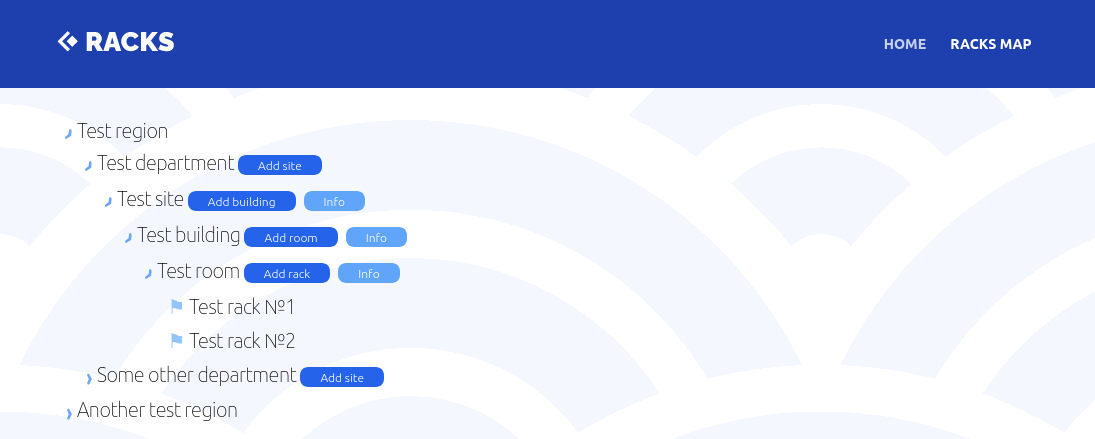 RACKS
HOME RACKS MAP
Test region
Test department Add site
Test site Add building Info
Test building Add room Info
Test room Add rack Info
Test rack №1
Test rack №2
Some other department Add site
Another test region